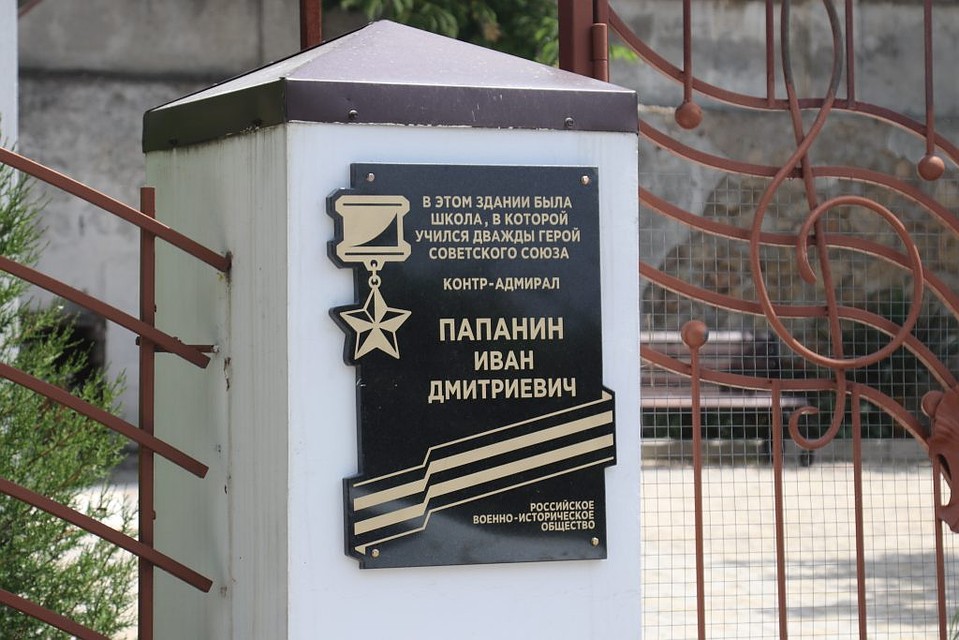 В ЭТОМ ЗДАНИИ БЫЛА
ШКОЛА, В КОТОРОЙ
УЧИЛСЯ ДВАЖДЫ ГЕРОЙ
СОВЕТСКОГО СОЮЗА
КОНТР-АДМИРАЛ
ПАПАНИН
ИВАН
ДМИТРИЕВИЧ
РОССИЙСКОЕ
ВОЕННО-ИСТОРИЧЕСКОЕ
ОБЩЕСТВО